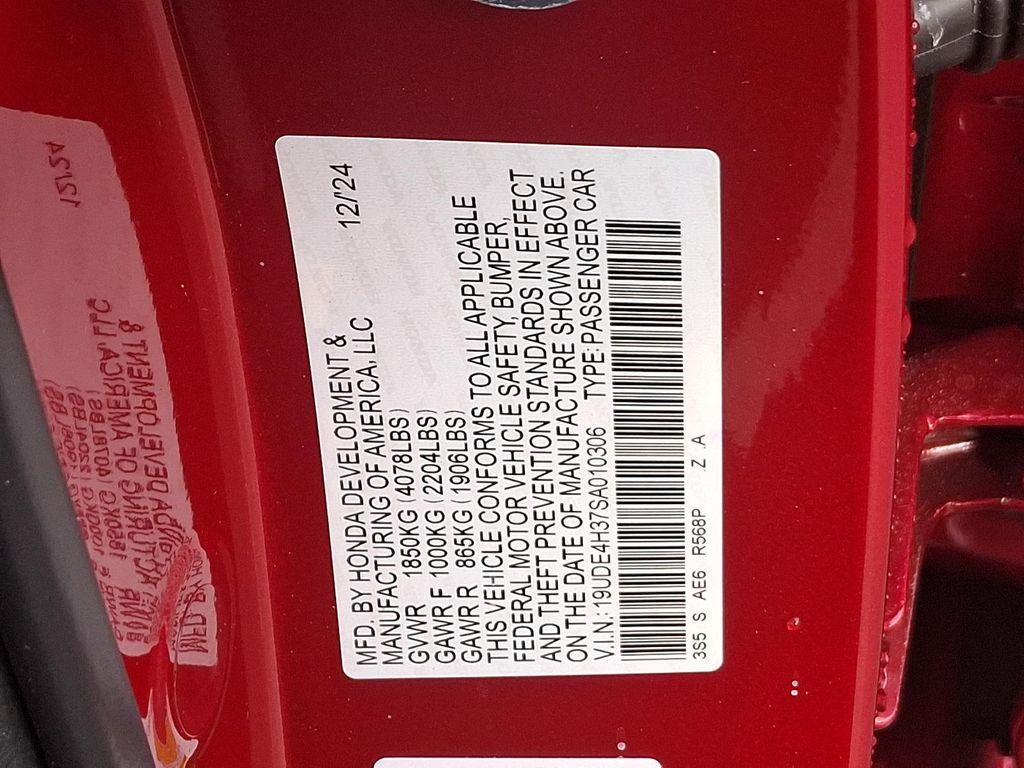 MFD. BY HONDA DEVELOPMENT &
MANUFACTURING OF AMERICA, LLC 12/'24
GVWR 1850KG (4078LBS)
GAWR F 1000KG (2204LBS)
GAWR R 865KG (1906LBS)
THIS VEHICLE CONFORMS TO ALL APPLICABLE
FEDERAL MOTOR VEHICLE SAFETY, BUMPER,
AND THEFT PREVENTION STANDARDS IN EFFECT
ON THE DATE OF MANUFACTURE SHOWN ABOVE.
V.I.N.: 19UDE4H37SA010306 TYPE: PASSENGER CAR
3S5 S AE6 R568P Z .A